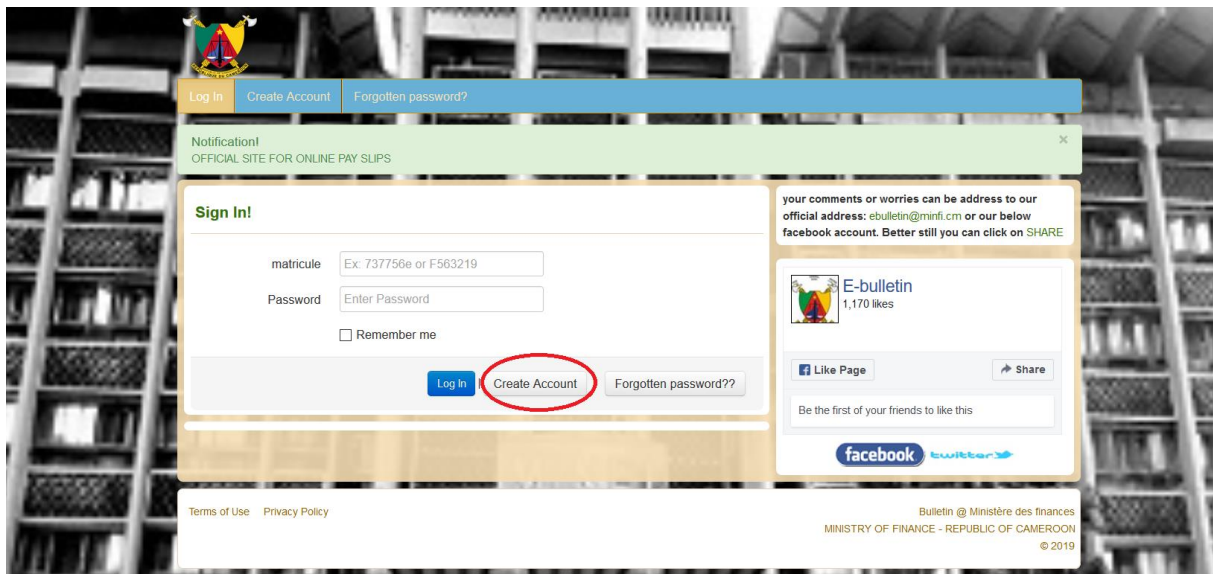 Log In Create Account Forgotten password?
Notification! ×
OFFICIAL SITE FOR ONLINE PAY SLIPS
Sign In!
matricule Ex: 737756e or F563219
Password Enter Password
Remember me
Log In | Create Account Forgotten password??
your comments or worries can be address to our
official address: ebulletin@minfi.cm or our below
facebook account. Better still you can click on SHARE
E-bulletin
1,170 likes
Like Page Share
Be the first of your friends to like this
facebook twitter
Terms of Use Privacy Policy
Bulletin @ Ministère des finances
MINISTRY OF FINANCE - REPUBLIC OF CAMEROON
© 2019